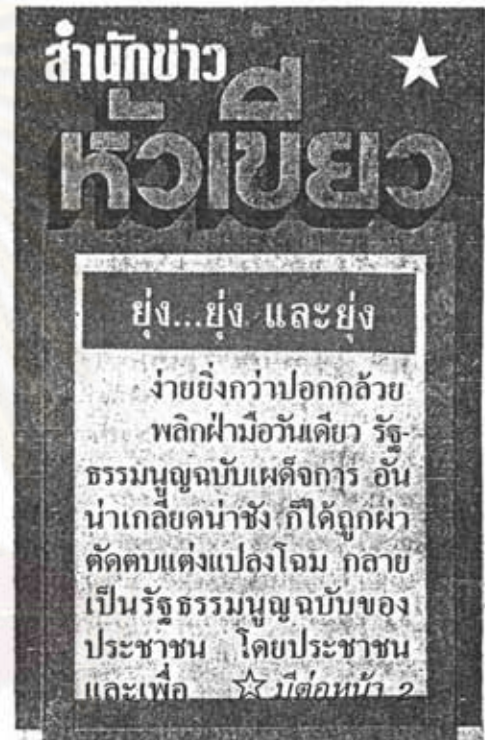 สำนักข่าว
หัวเขียว
ยุ่ง...ยุ่ง และยุ่ง
ง่ายยิ่งกว่าปอกกล้วย
พลิกฝ่ามือวันเดียว รัฐ-
ธรรมนูญฉบับเผด็จการ อัน
น่าเกลียดน่าชัง ก็ได้ถูกผ่า
ตัดตบแต่งแปลงโฉม กลาย
เป็นรัฐธรรมนูญฉบับของ
ประชาชน โดยประชาชน
และเพื่อ ☆ มีต่อหน้า 2